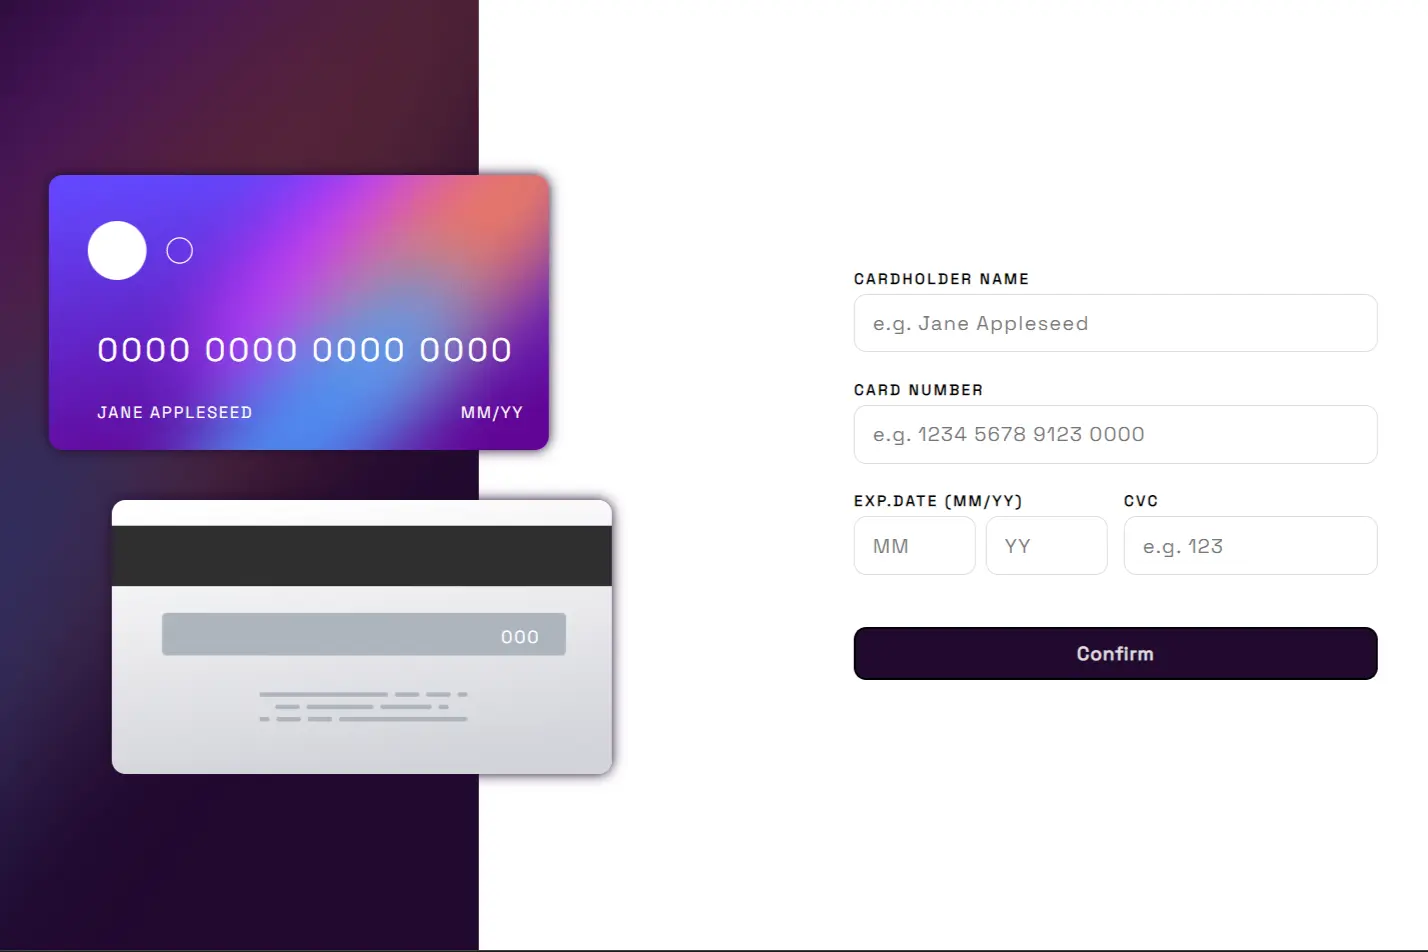 0000 0000 0000 0000
JANE APPLESEED MM/YY
000
CARDHOLDER NAME
e.g. Jane Appleseed
CARD NUMBER
e.g. 1234 5678 9123 0000
EXP.DATE (MM/YY) CVC
MM YY e.g. 123
Confirm